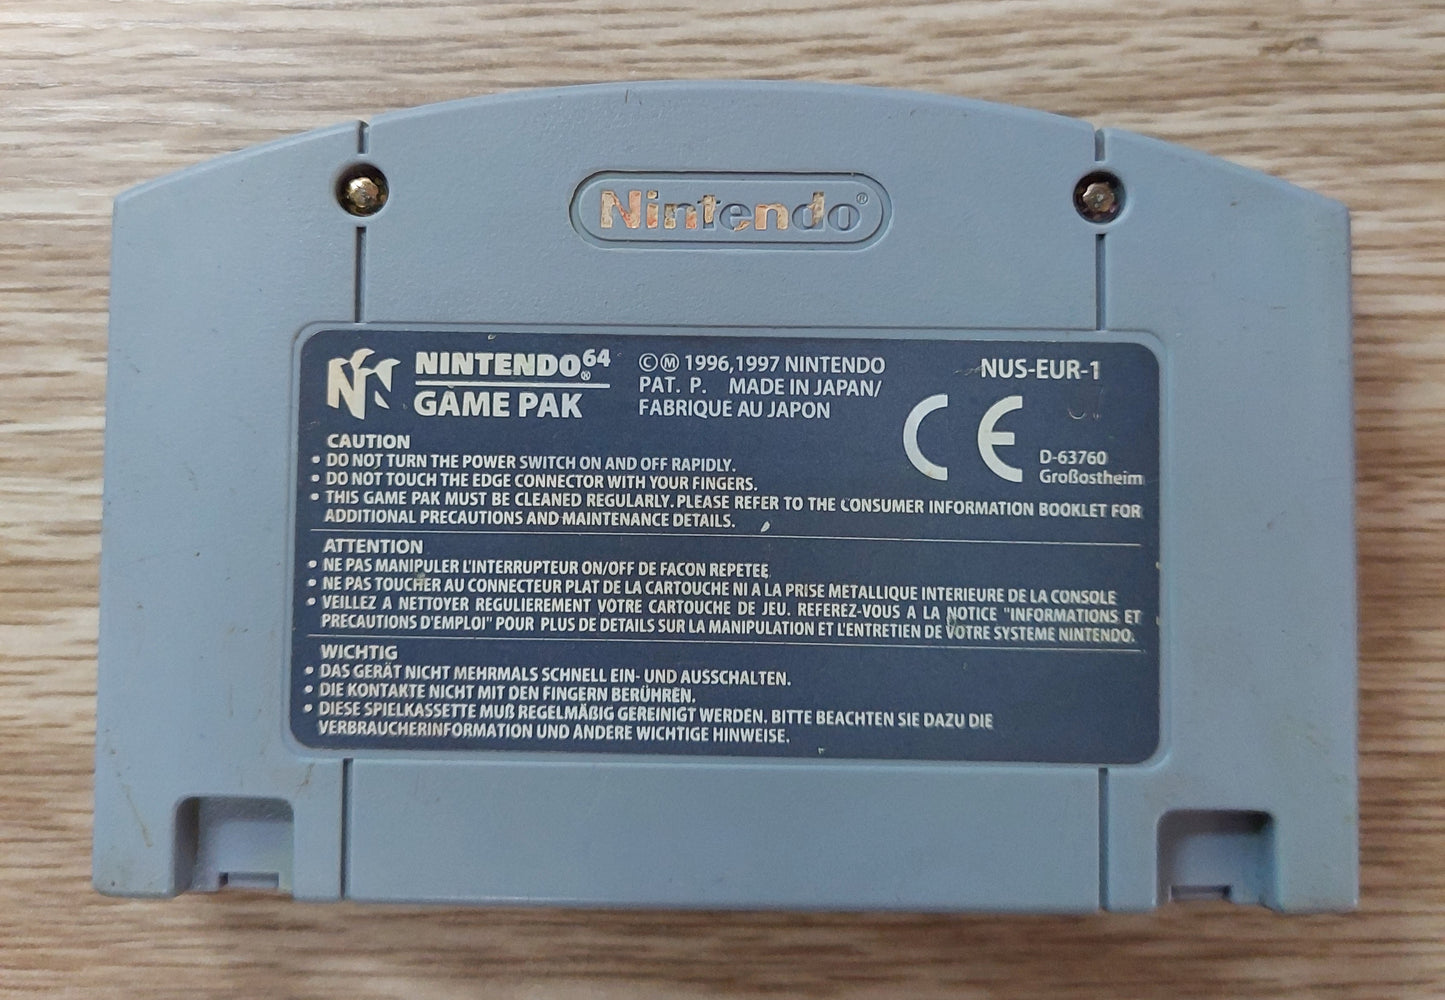 Nintendo®
NINTENDO64®
GAME PAK
ⒸⓂ 1996,1997 NINTENDO
PAT. P. MADE IN JAPAN/
FABRIQUE AU JAPON
NUS-EUR-1
CE
D-63760
Großostheim
CAUTION
• DO NOT TURN THE POWER SWITCH ON AND OFF RAPIDLY.
• DO NOT TOUCH THE EDGE CONNECTOR WITH YOUR FINGERS.
• THIS GAME PAK MUST BE CLEANED REGULARLY. PLEASE REFER TO THE CONSUMER INFORMATION BOOKLET FOR
ADDITIONAL PRECAUTIONS AND MAINTENANCE DETAILS.
ATTENTION
• NE PAS MANIPULER L'INTERRUPTEUR ON/OFF DE FACON REPETEE
• NE PAS TOUCHER AU CONNECTEUR PLAT DE LA CARTOUCHE NI A LA PRISE METALLIQUE INTERIEURE DE LA CONSOLE
• VEILLEZ A NETTOYER REGULIEREMENT VOTRE CARTOUCHE DE JEU. REFEREZ-VOUS A LA NOTICE "INFORMATIONS ET
PRECAUTIONS D'EMPLOI" POUR PLUS DE DETAILS SUR LA MANIPULATION ET L'ENTRETIEN DE VOTRE SYSTEME NINTENDO.
WICHTIG
• DAS GERÄT NICHT MEHRMALS SCHNELL EIN- UND AUSSCHALTEN.
• DIE KONTAKTE NICHT MIT DEN FINGERN BERÜHREN.
• DIESE SPIELKASSETTE MUß REGELMÄßIG GEREINIGT WERDEN. BITTE BEACHTEN SIE DAZU DIE
VERBRAUCHERINFORMATION UND ANDERE WICHTIGE HINWEISE.